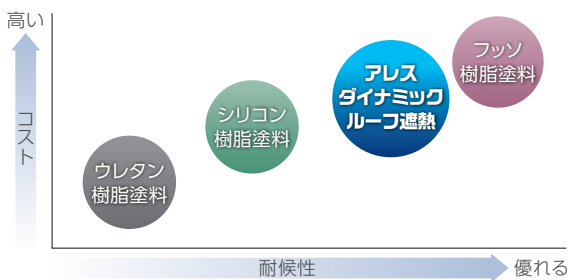 高い
コスト
ウレタン
樹脂塗料
シリコン
樹脂塗料
アレス
ダイナミック
ルーフ遮熱
フッソ
樹脂塗料
耐候性
優れる